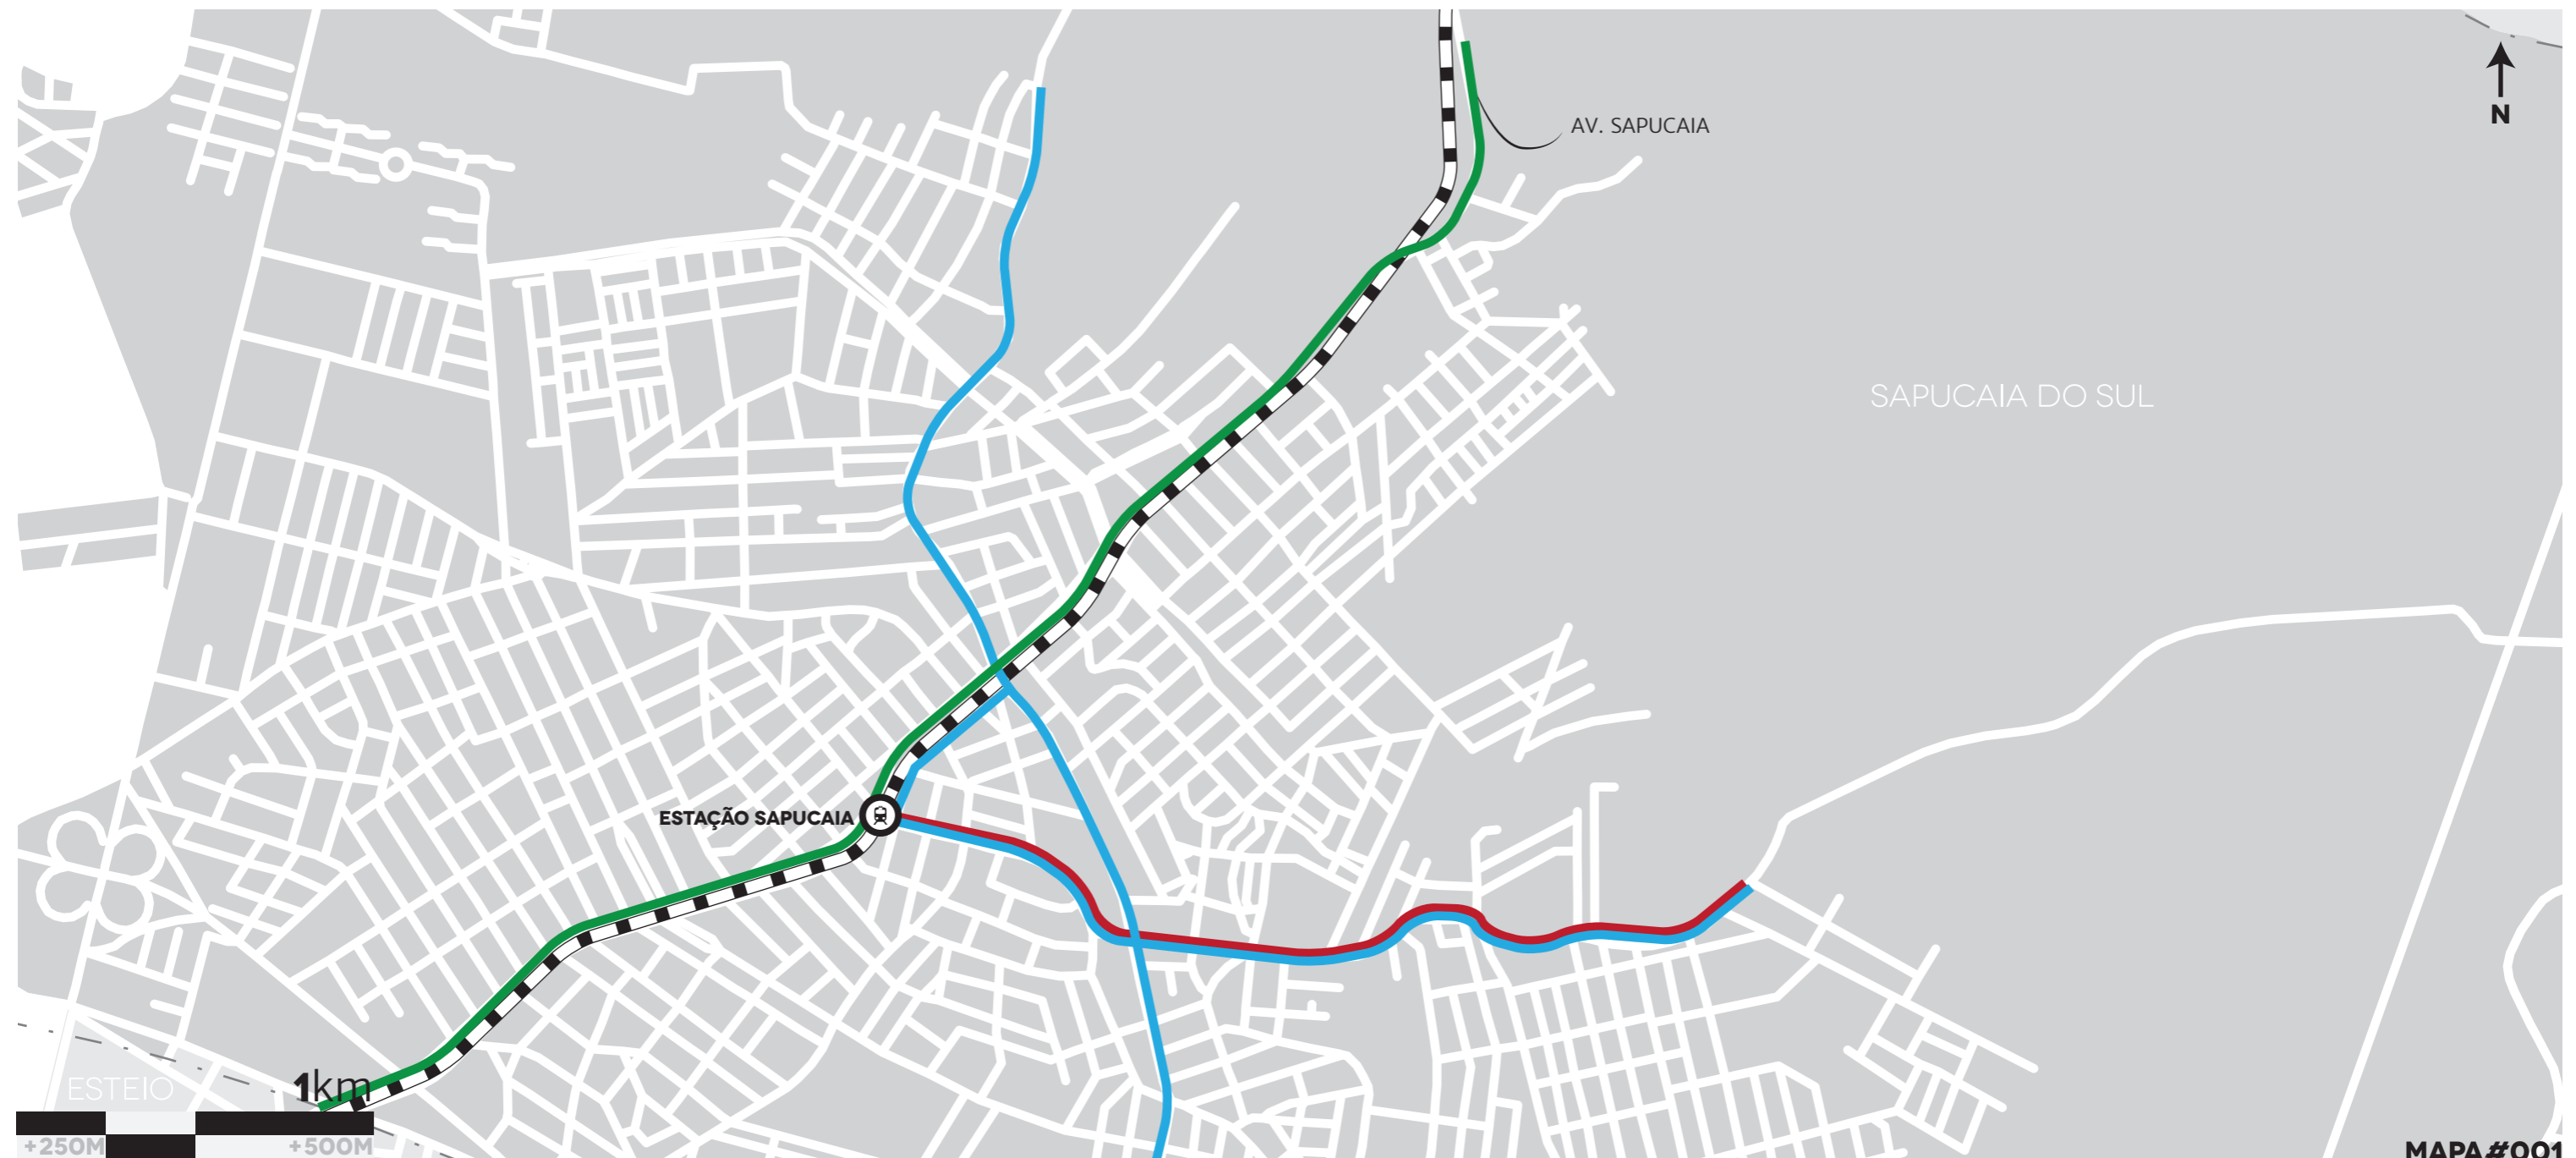 N
AV. SAPUCAIA
SAPUCAIA DO SUL
ESTAÇÃO SAPUCAIA
ESTEIO
1km
+250M
+500M
MAPA#001